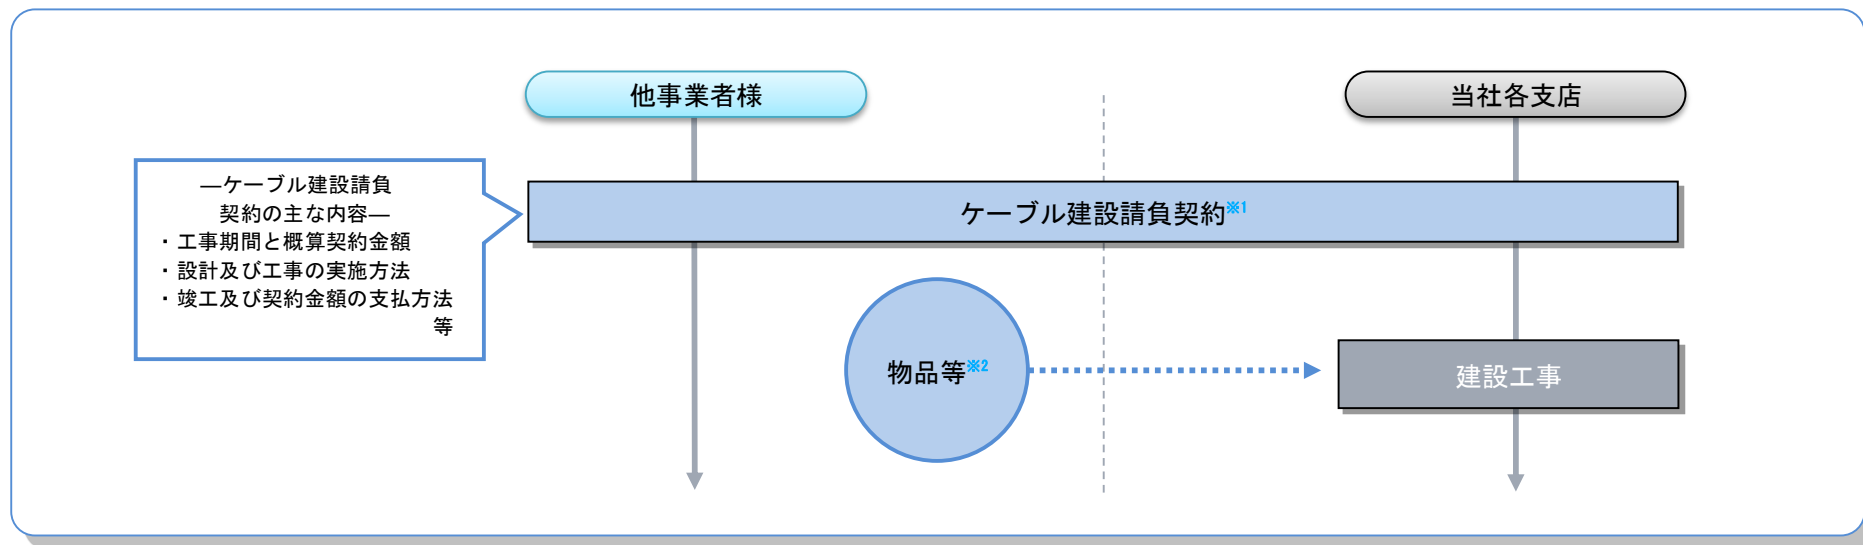 他事業者様
当社各支店
―ケーブル建設請負
契約の主な内容―
・工事期間と概算契約金額
・設計及び工事の実施方法
・竣工及び契約金額の支払方法
等
ケーブル建設請負契約※1
物品等※2
建設工事